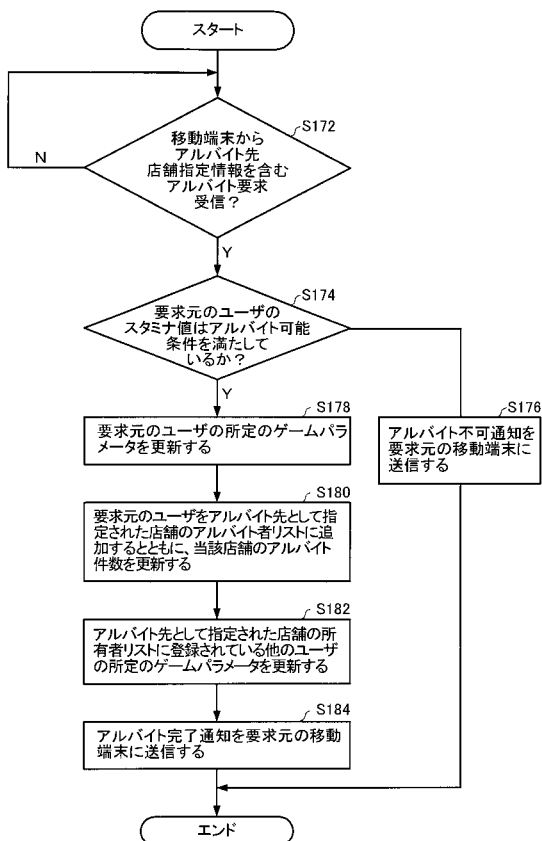 スタート
S172
移動端末から
アルバイト先
店舗指定情報を含む
アルバイト要求
受信？
N
Y
S174
要求元のユーザの
スタミナ値はアルバイト可能
条件を満たして
いるか？
Y
S178
要求元のユーザの所定のゲームパラ
メータを更新する
S176
アルバイト不可通知を
要求元の移動端末に
送信する
S180
要求元のユーザをアルバイト先として指
定された店舗のアルバイト者リストに追
加するとともに、当該店舗のアルバイト
件数を更新する
S182
アルバイト先として指定された店舗の所
有者リストに登録されている他のユーザ
の所定のゲームパラメータを更新する
S184
アルバイト完了通知を要求元の移動
端末に送信する
エンド